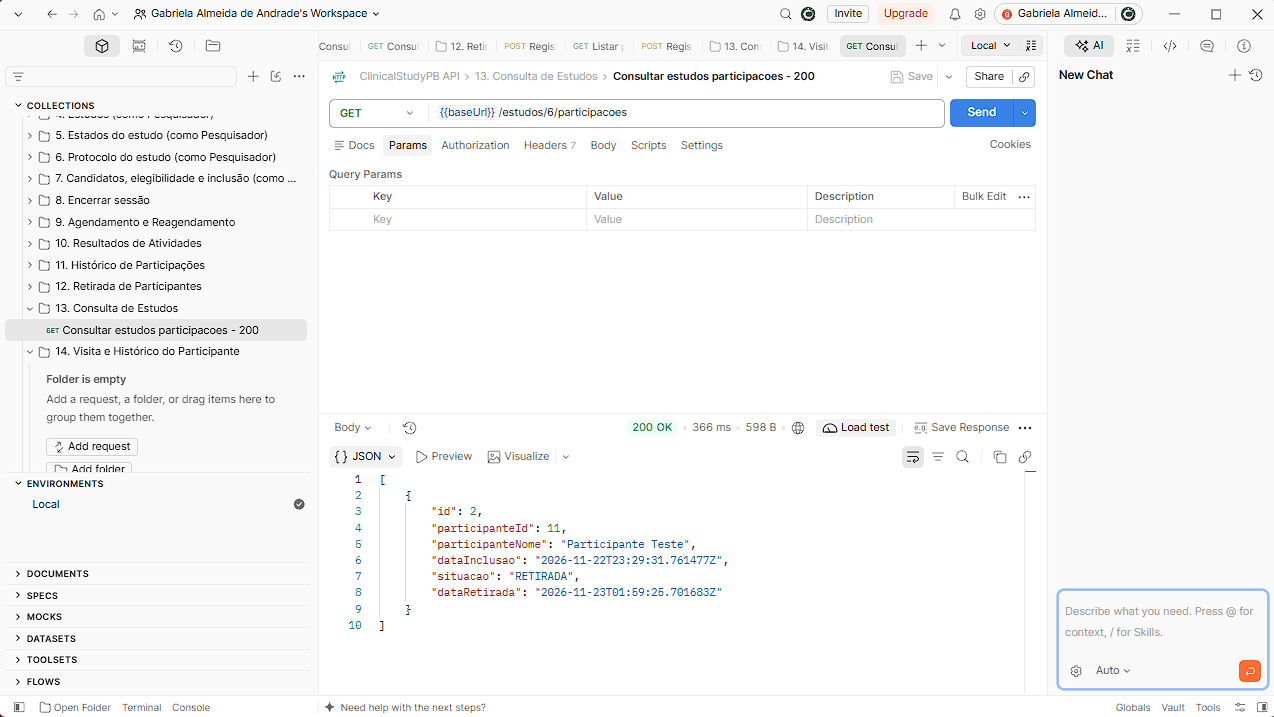 Gabriela Almeida de Andrade's Workspace
Invite
Upgrade
Gabriela Almeid...
GET Consul
12. Retir
POST Regis
GET Listar
POST Regis
13. Con
14. Visit
GET Consul
Local
AI
ClinicalStudyPB API > 13. Consulta de Estudos > Consultar estudos participacoes - 200
Save
Share
New Chat
COLLECTIONS
4. Estudos (como Pesquisador)
5. Estados do estudo (como Pesquisador)
6. Protocolo do estudo (como Pesquisador)
7. Candidatos, elegibilidade e inclusão (como ...
8. Encerrar sessão
9. Agendamento e Reagendamento
10. Resultados de Atividades
11. Histórico de Participações
12. Retirada de Participantes
13. Consulta de Estudos
GET Consultar estudos participacoes - 200
14. Visita e Histórico do Participante
Folder is empty
Add a request, a folder, or drag items here to
group them together.
Add request
Add folder
ENVIRONMENTS
Local
DOCUMENTS
SPECS
MOCKS
DATASETS
TOOLSETS
FLOWS
GET
{{baseUrl}} /estudos/6/participacoes
Send
Docs Params Authorization Headers 7 Body Scripts Settings
Cookies
Query Params
Key Value Description Bulk Edit
Key Value Description
Body
200 OK • 366 ms • 598 B
Load test
e.g. Save Response
{ } JSON Preview Visualize
1 [
2 {
3 "id": 2,
4 "participanteId": 11,
5 "participanteNome": "Participante Teste",
6 "dataInclusao": "2026-11-22T23:29:31.761477Z",
7 "situacao": "RETIRADA",
8 "dataRetirada": "2026-11-23T01:59:25.701683Z"
9 }
10 ]
Describe what you need. Press @ for
context, / for Skills.
Auto
Open Folder Terminal Console
Need help with the next steps?
Globals Vault Tools